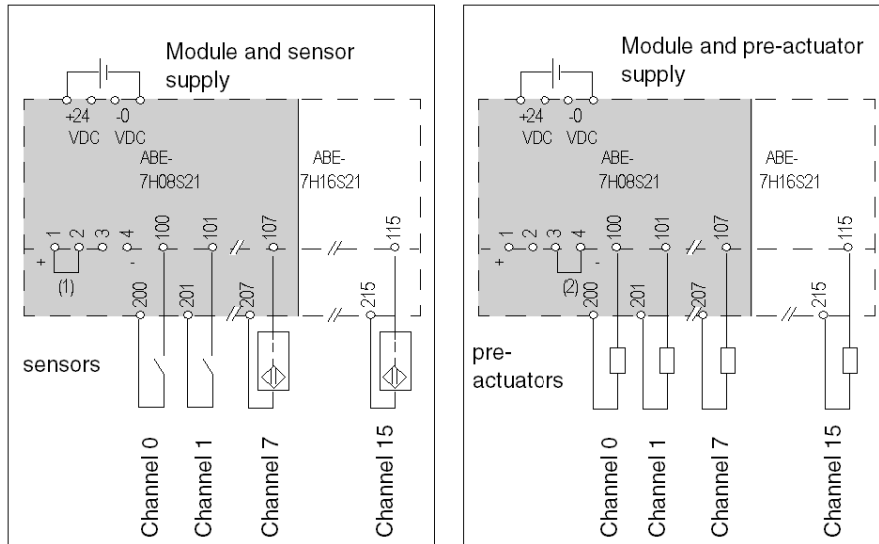 Module and sensor
supply
+24 -0
VDC VDC
ABE-
7H08S21
ABE-
7H16S21
1 2 3 4 100 101 107 115
+ -
(1)
200 201 207 215
sensors
Channel 0
Channel 1
Channel 7
Channel 15
Module and pre-actuator
supply
+24 -0
VDC VDC
ABE-
7H08S21
ABE-
7H16S21
1 2 3 4 100 101 107 115
+ -
(2)
200 201 207 215
pre-
actuators
Channel 0
Channel 1
Channel 7
Channel 15